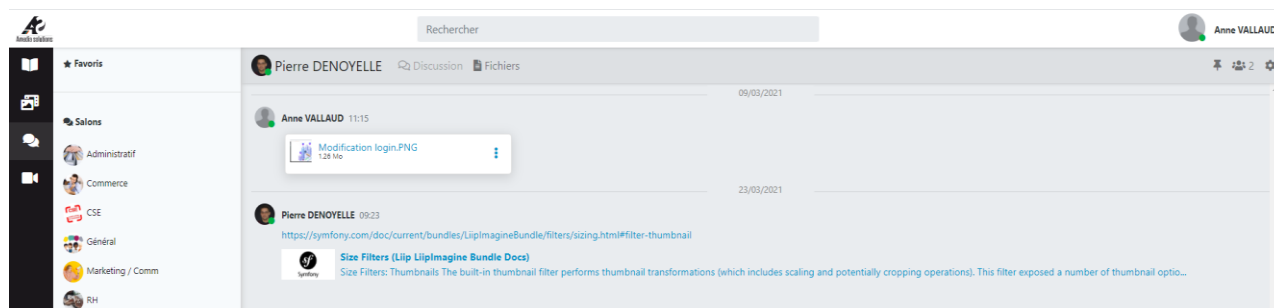 Amedia solutions
Rechercher
Anne VALLAUD
Favoris
Pierre DENOYELLE Discussion Fichiers
2
Salons
Administratif
Commerce
CSE
Général
Marketing / Comm
RH
09/03/2021
Anne VALLAUD 11:15
Modification login.PNG
1.26 Mo
23/03/2021
Pierre DENOYELLE 09:23
https://symfony.com/doc/current/bundles/LiipImagineBundle/filters/sizing.html#filter-thumbnail
Symfony
Size Filters (Liip LiipImagine Bundle Docs)
Size Filters: Thumbnails The built-in thumbnail filter performs thumbnail transformations (which includes scaling and potentially cropping operations). This filter exposed a number of thumbnail optio...